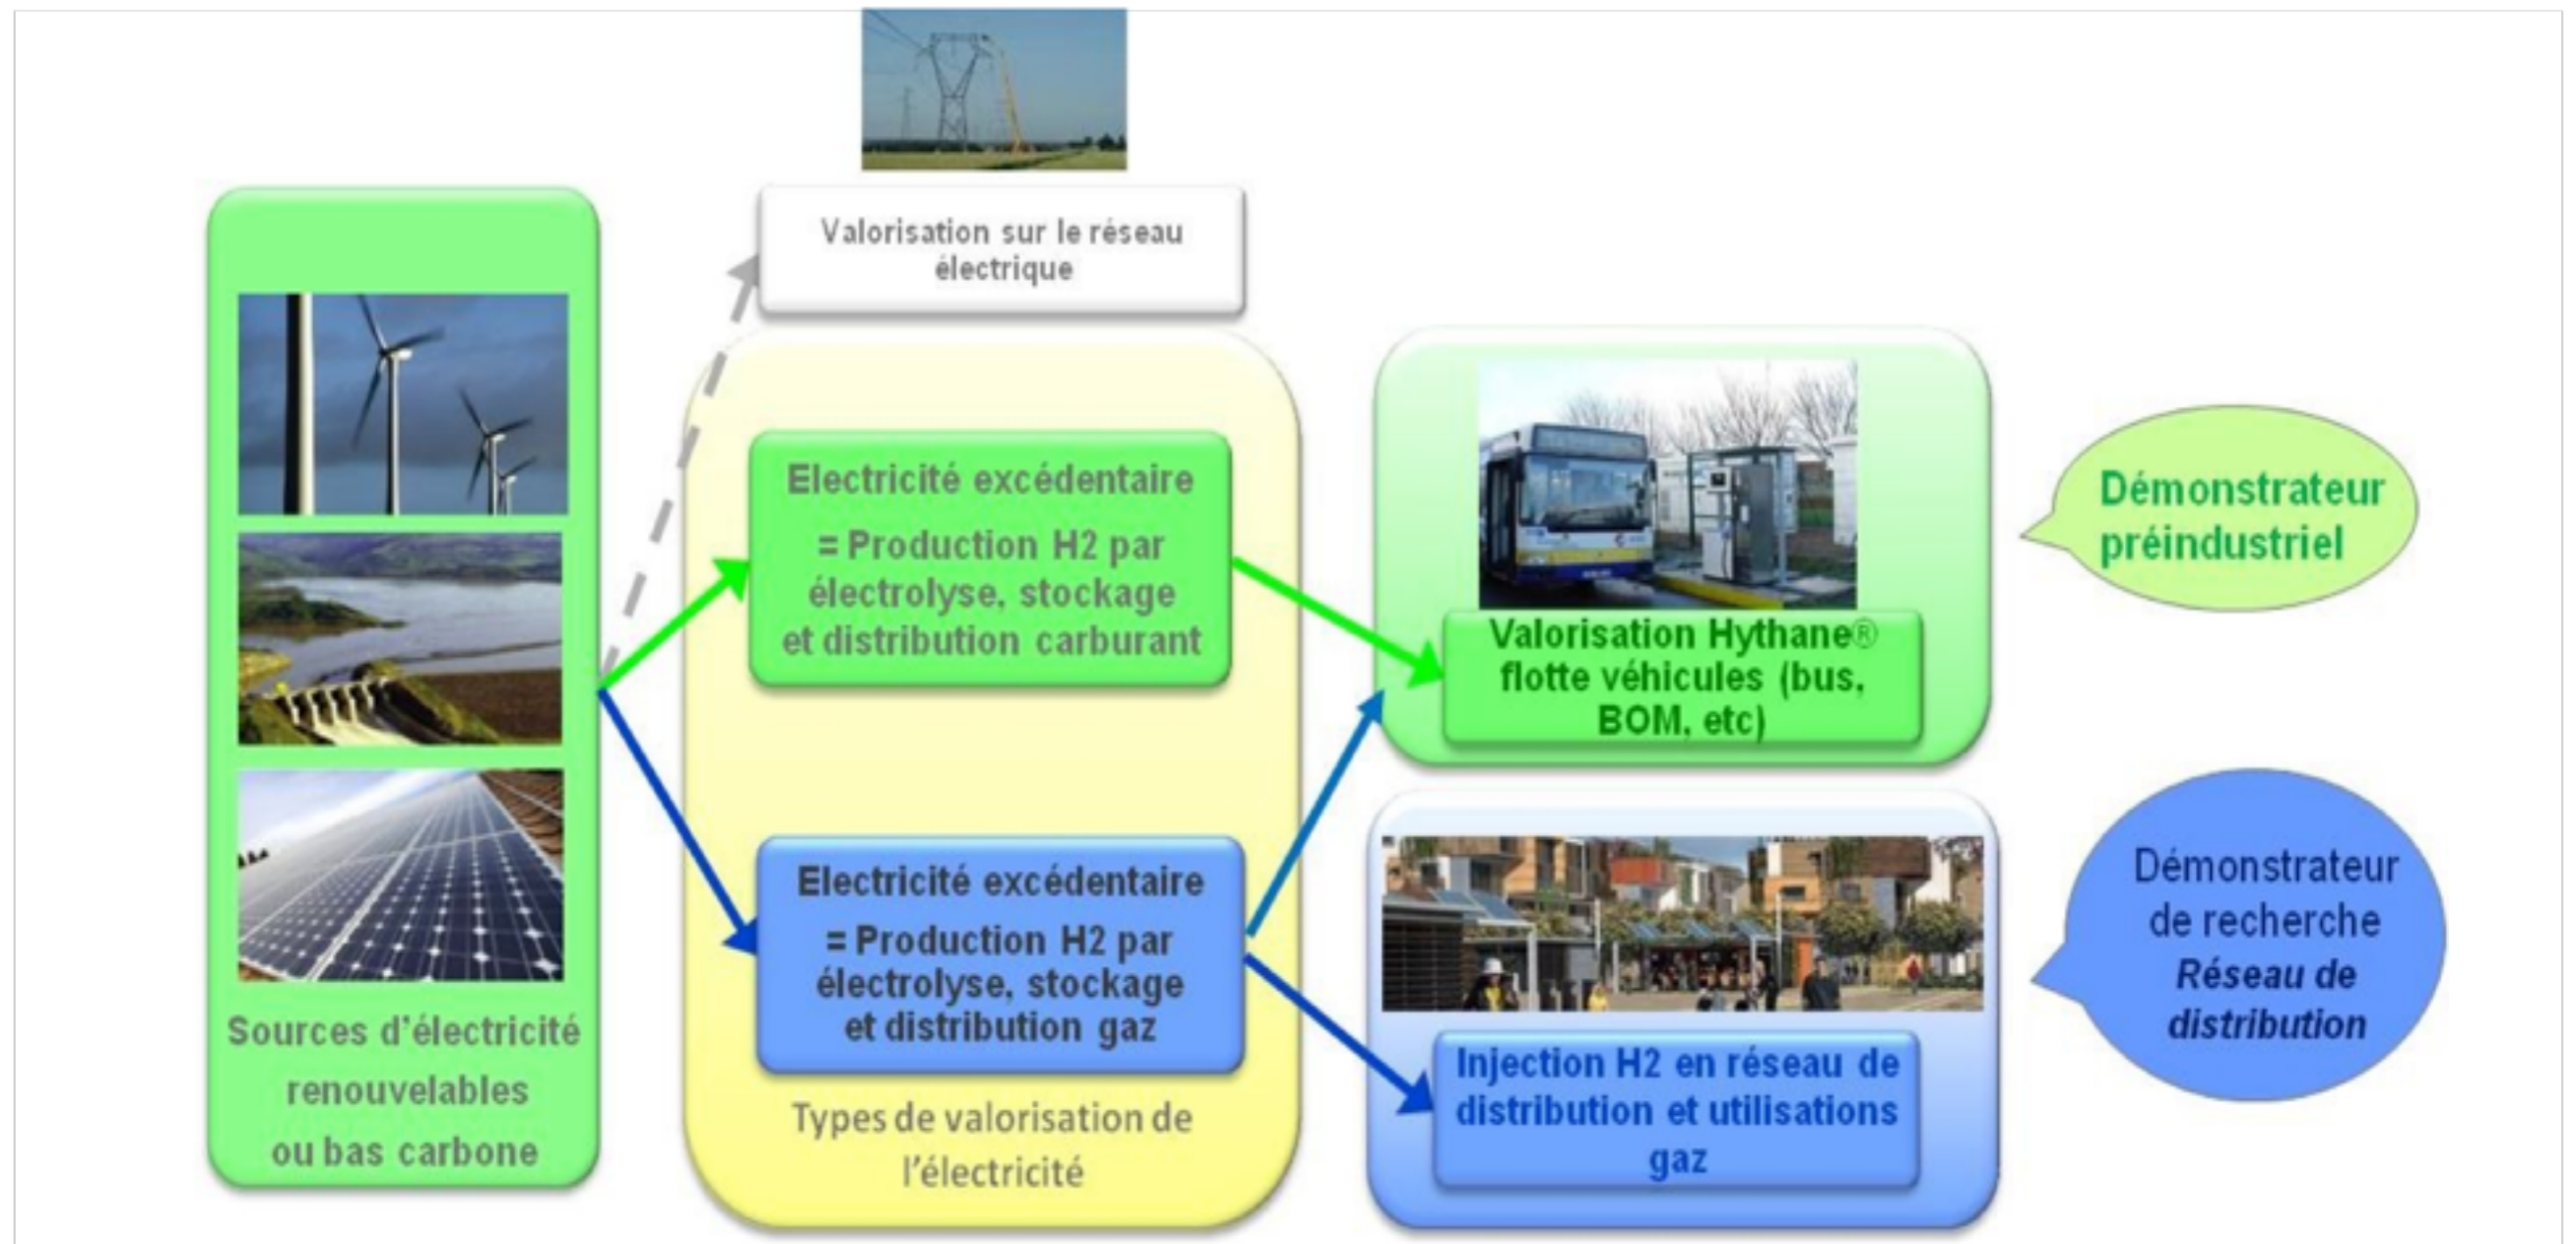 Valorisation sur le réseau
électrique
Sources d'électricité
renouvelables
ou bas carbone
Electricité excédentaire
= Production H2 par
électrolyse, stockage
et distribution carburant
Electricité excédentaire
= Production H2 par
électrolyse, stockage
et distribution gaz
Types de valorisation de
l'électricité
Valorisation Hythane®
flotte véhicules (bus,
BOM, etc)
Injection H2 en réseau de
distribution et utilisations
gaz
Démonstrateur
préindustriel
Démonstrateur
de recherche
Réseau de
distribution